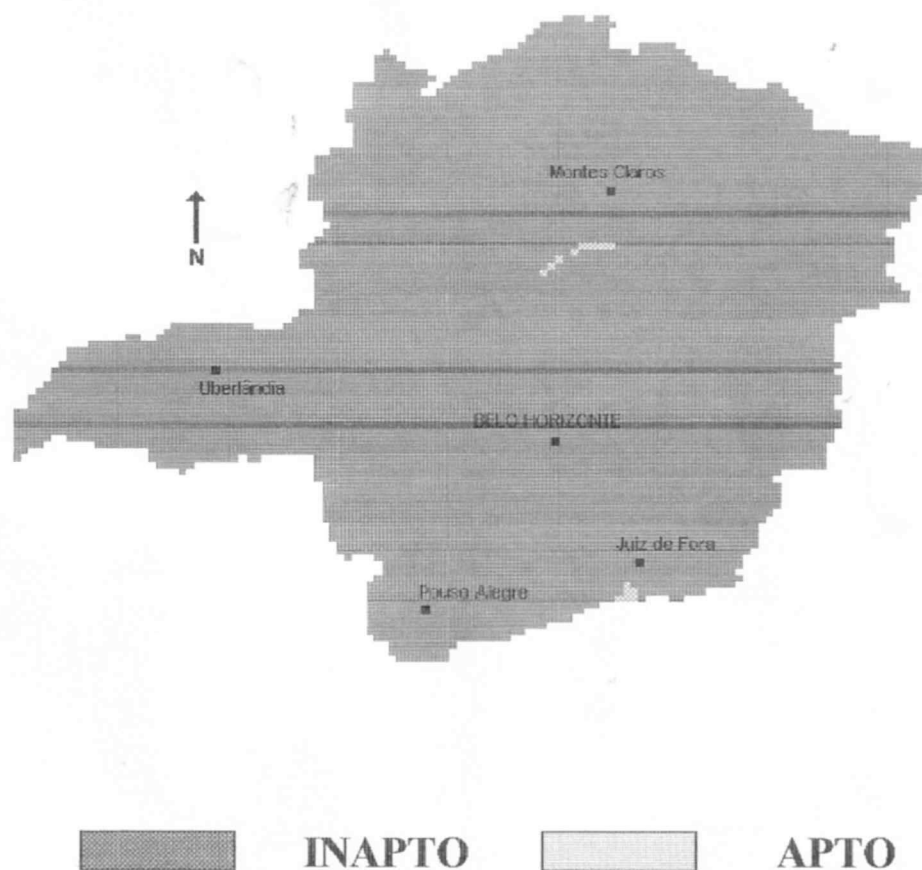 Montes Claros
N
Uberlândia
BELO HORIZONTE
Juiz de Fora
Pouso Alegre
INAPTO
APTO